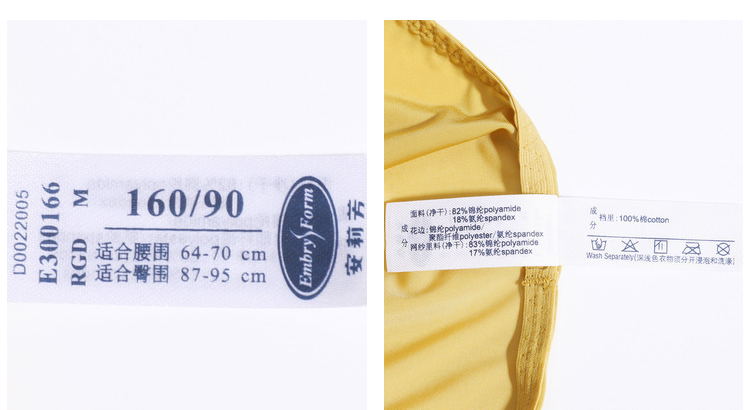 D0022005
E300166
RGD M
160/90
适合腰围 64-70 cm
适合臀围 87-95 cm
Embry Form
安莉芳
成分
面料(净干):82%锦纶polyamide
18%氨纶spandex
花边:锦纶polyamide/
聚酯纤维polyester/氨纶spandex
网纱里料(净干):83%锦纶polyamide
17%氨纶spandex
成分
裆里:100%棉cotton
Wash Separately(深浅色衣物须分开浸泡和洗涤)